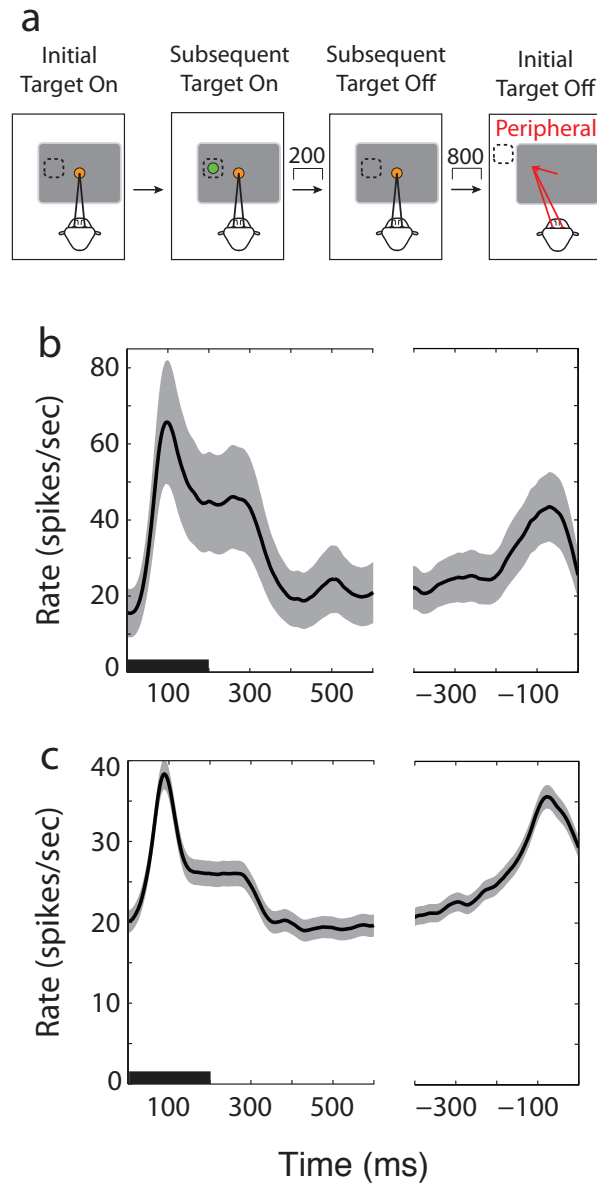 a
Initial
Target On
Subsequent
Target On
Subsequent
Target Off
Initial
Target Off
200
800
Peripheral
b
80
60
40
20
0
Rate (spikes/sec)
100 300 500 −300 −100
c
40
30
20
10
0
Rate (spikes/sec)
100 300 500 −300 −100
Time (ms)